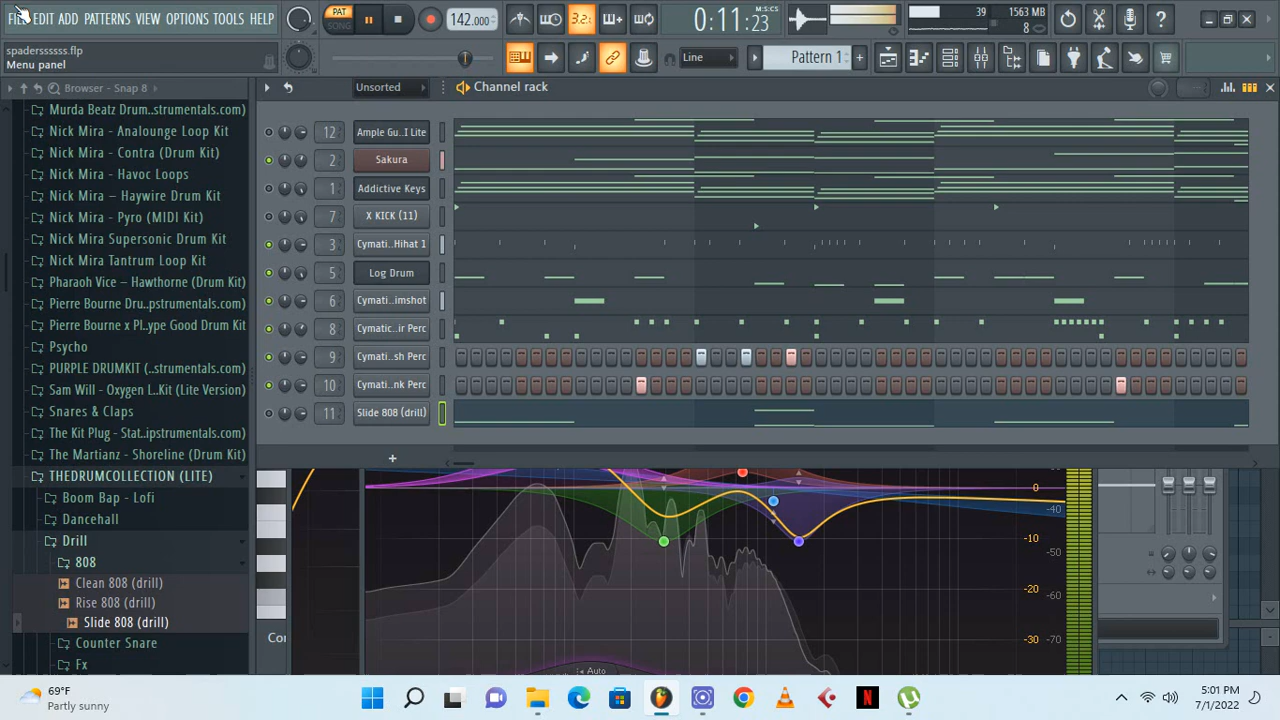 FILE EDIT ADD PATTERNS VIEW OPTIONS TOOLS HELP
PAT
142.000
3.2
0:11:23
M:S:CS
39
1563 MB
8
spadersssssss.flp
Menu panel
Line
Pattern 1
Browser - Snap 8
Unsorted
Channel rack
Murda Beatz Drum..strumentals.com)
Nick Mira - Analounge Loop Kit
Nick Mira - Contra (Drum Kit)
Nick Mira - Havoc Loops
Nick Mira – Haywire Drum Kit
Nick Mira - Pyro (MIDI Kit)
Nick Mira Supersonic Drum Kit
Nick Mira Tantrum Loop Kit
Pharaoh Vice – Hawthorne (Drum Kit)
Pierre Bourne Dru..pstrumentals.com)
Pierre Bourne x Pl..ype Good Drum Kit
Psycho
PURPLE DRUMKIT (..strumentals.com)
Sam Will - Oxygen l..Kit (Lite Version)
Snares & Claps
The Kit Plug - Stat..ipstrumentals.com)
The Martianz - Shoreline (Drum Kit)
THEDRUMCOLLECTION (LITE)
Boom Bap - Lofi
Dancehall
Drill
808
Clean 808 (drill)
Rise 808 (drill)
Slide 808 (drill)
Counter Snare
Fx
12 Ample Gu..I Lite
2 Sakura
1 Addictive Keys
7 X KICK (11)
3 Cymati..Hihat 1
5 Log Drum
6 Cymati..imshot
8 Cymatic..ir Perc
9 Cymati..sh Perc
10 Cymati..nk Perc
11 Slide 808 (drill)
+
Co
0
-40
-10
-50
-20
-60
-30
-70
Auto
69°F
Partly sunny
5:01 PM
7/1/2022